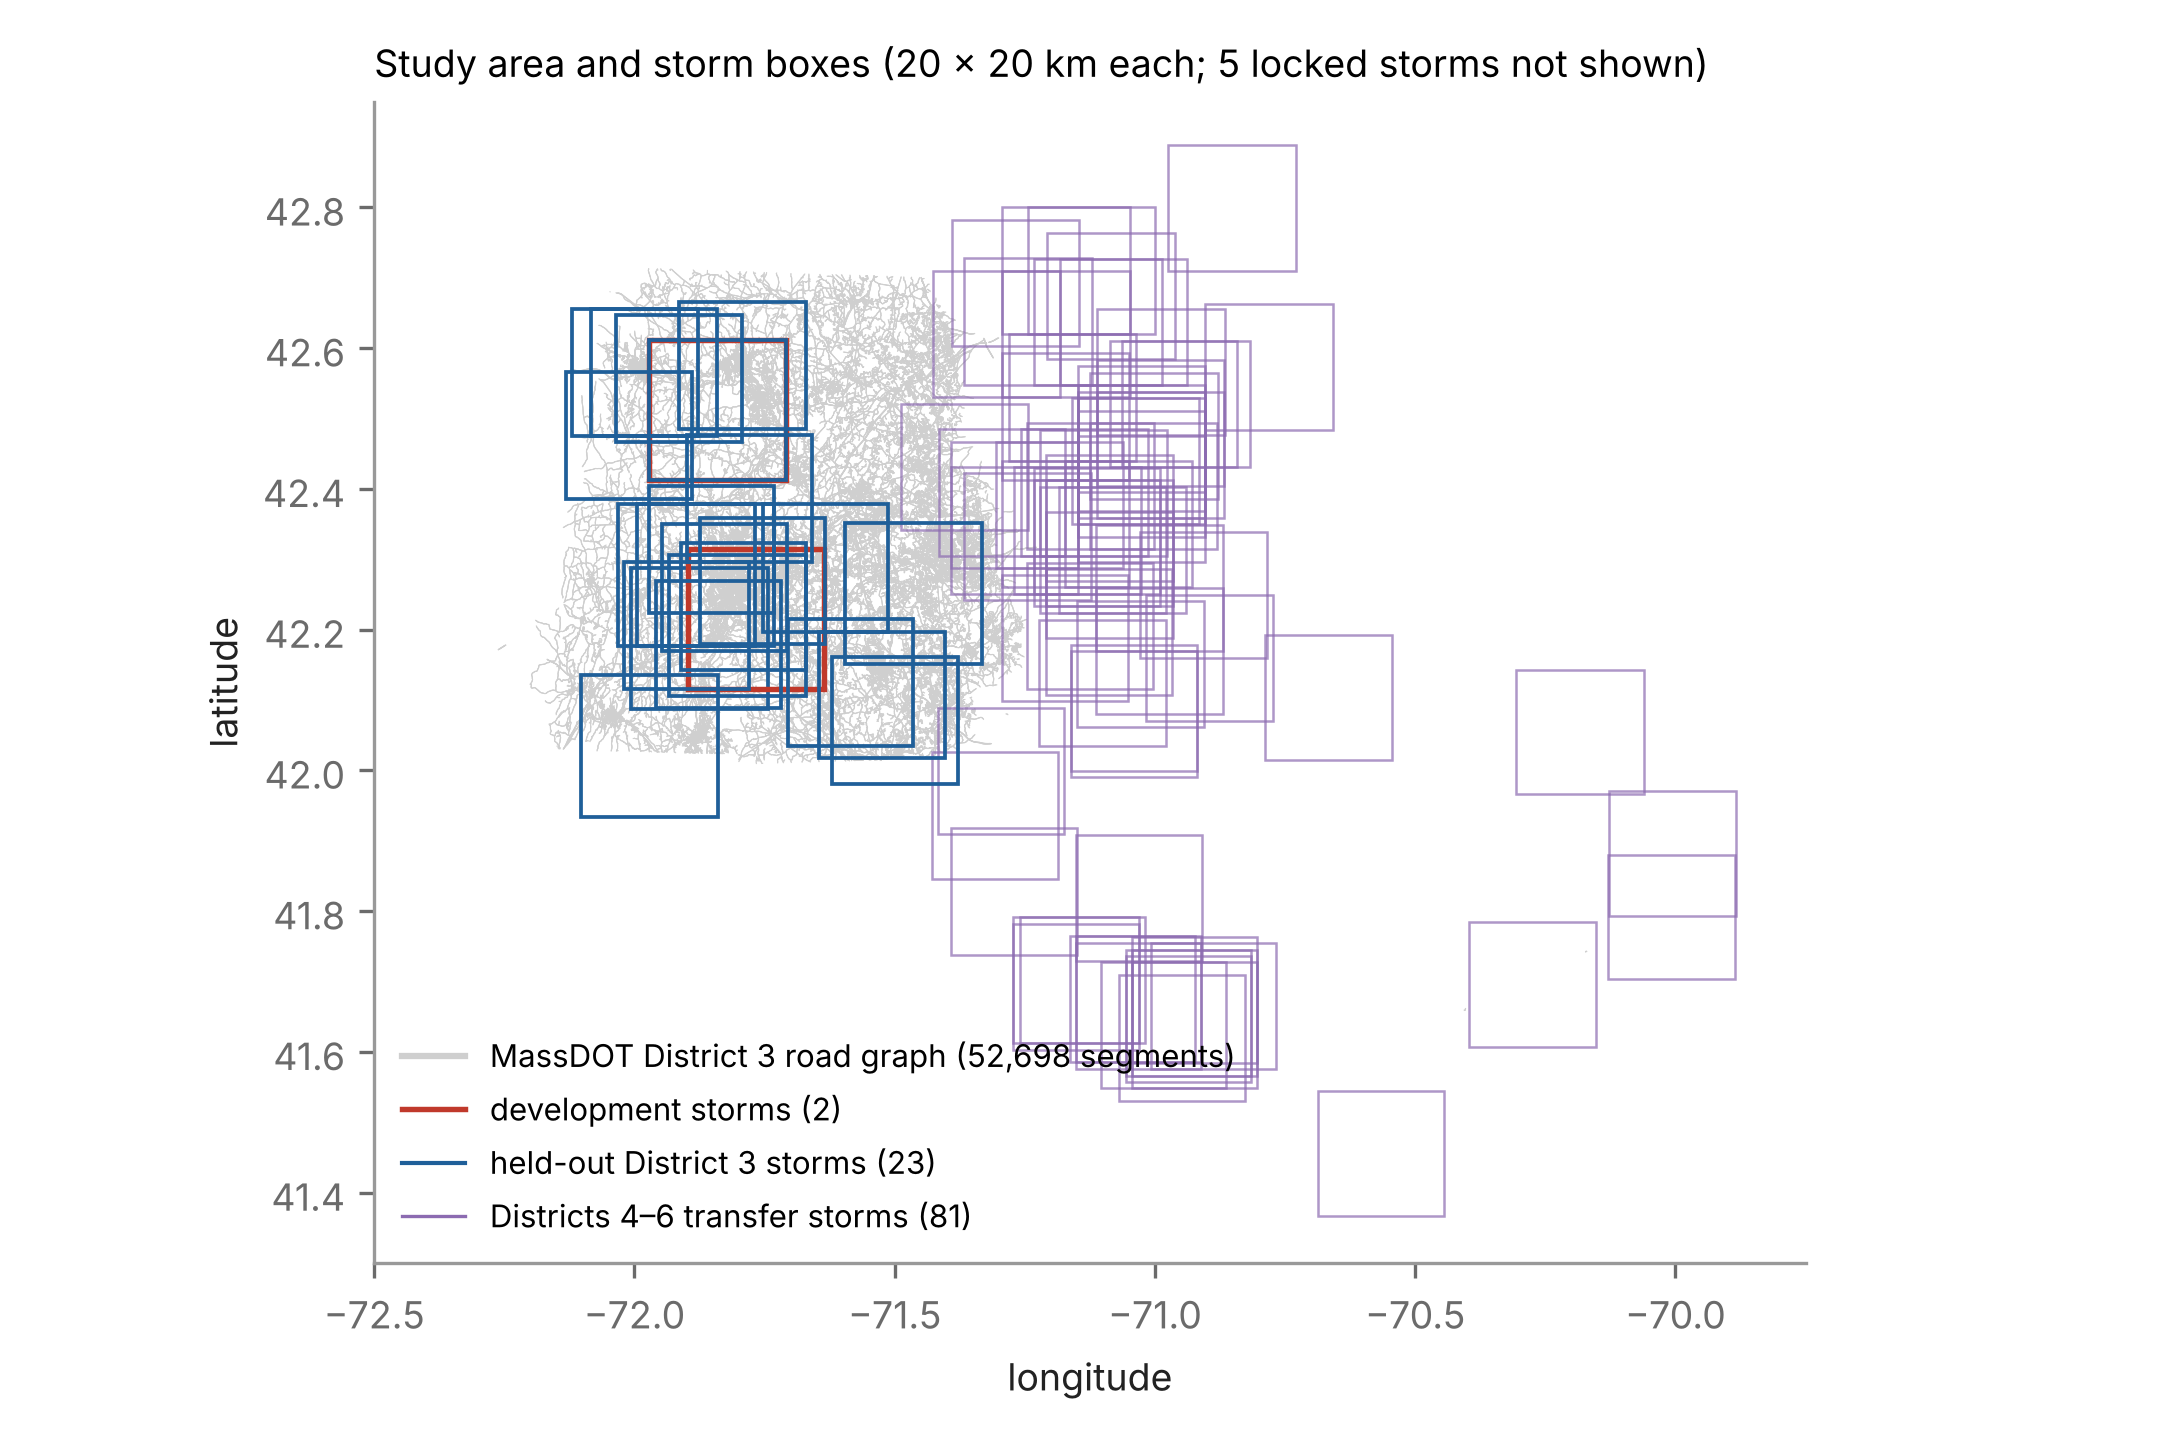 Study area and storm boxes (20 × 20 km each; 5 locked storms not shown)
42.8
42.6
42.4
42.2
42.0
41.8
41.6
41.4
latitude
MassDOT District 3 road graph (52,698 segments)
development storms (2)
held-out District 3 storms (23)
Districts 4–6 transfer storms (81)
−72.5
−72.0
−71.5
−71.0
−70.5
−70.0
longitude